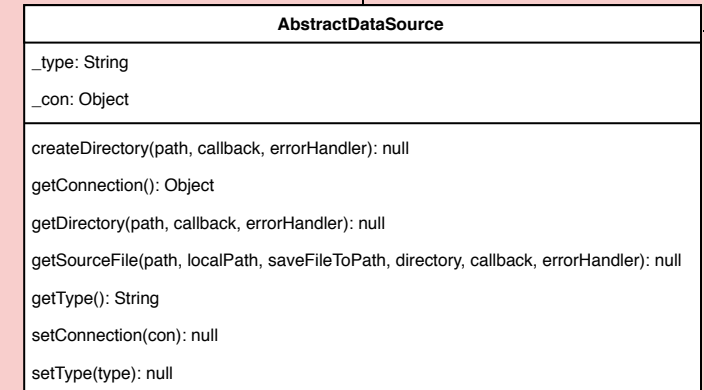 AbstractDataSource
_type: String
_con: Object
createDirectory(path, callback, errorHandler): null
getConnection(): Object
getDirectory(path, callback, errorHandler): null
getSourceFile(path, localPath, saveFileToPath, directory, callback, errorHandler): null
getType(): String
setConnection(con): null
setType(type): null